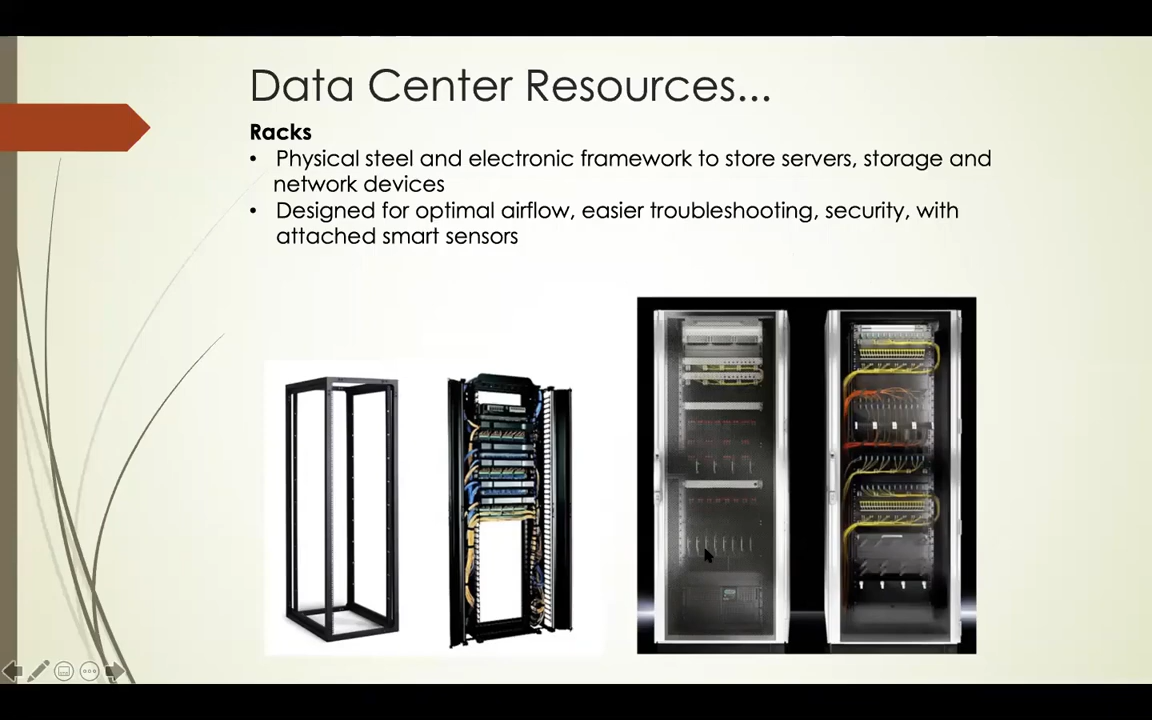 Data Center Resources...
Racks
• Physical steel and electronic framework to store servers, storage and
network devices
• Designed for optimal airflow, easier troubleshooting, security, with
attached smart sensors